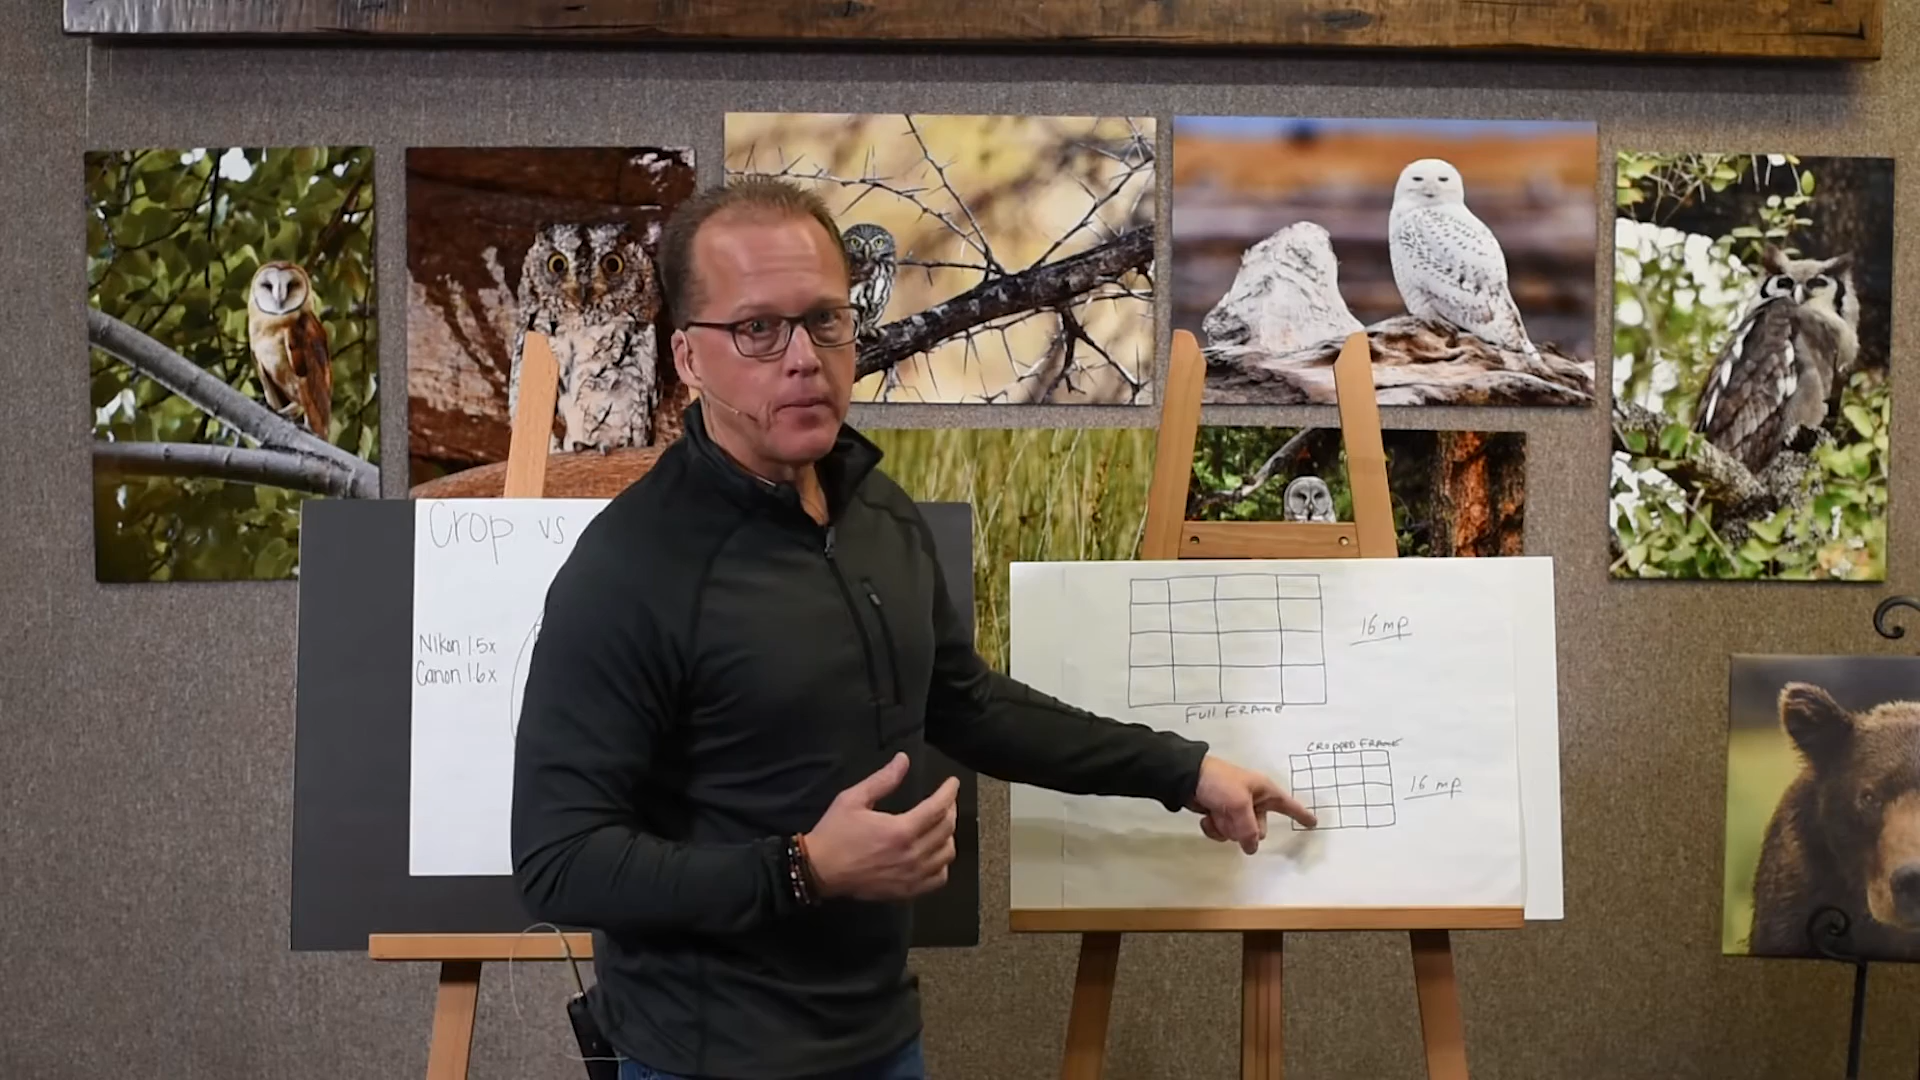 Crop vs
Nikon 1.5x
Canon 1.6x
16 mp
Full FRAME
CROPPED FRAME
16 mp